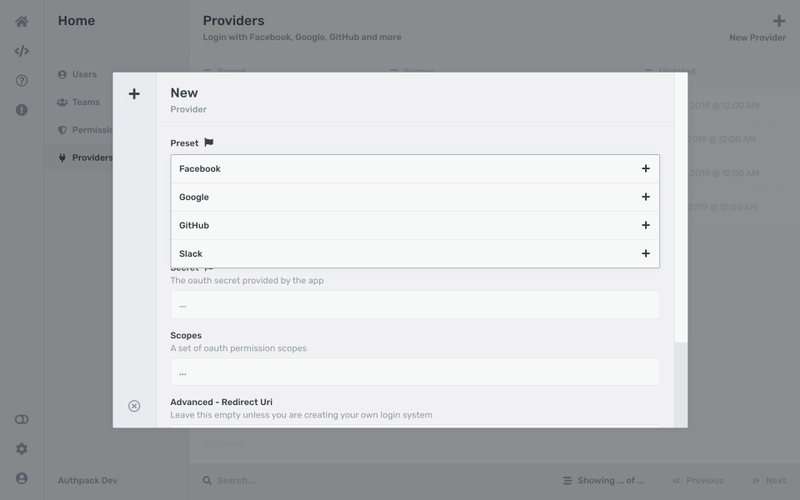 Home
Providers
Login with Facebook, Google, GitHub and more
New Provider
Users
Teams
Providers
Updated
2019 @ 12:00 AM
2019 @ 12:00 AM
2019 @ 12:00 AM
2019 @ 12:00 AM
New
Provider
Preset
Facebook
Google
GitHub
Slack
Secret
The oauth secret provided by the app
...
Scopes
A set of oauth permission scopes
...
Advanced - Redirect Uri
Leave this empty unless you are creating your own login system
Authpack Dev
Search...
Showing ... of ...
Previous
Next